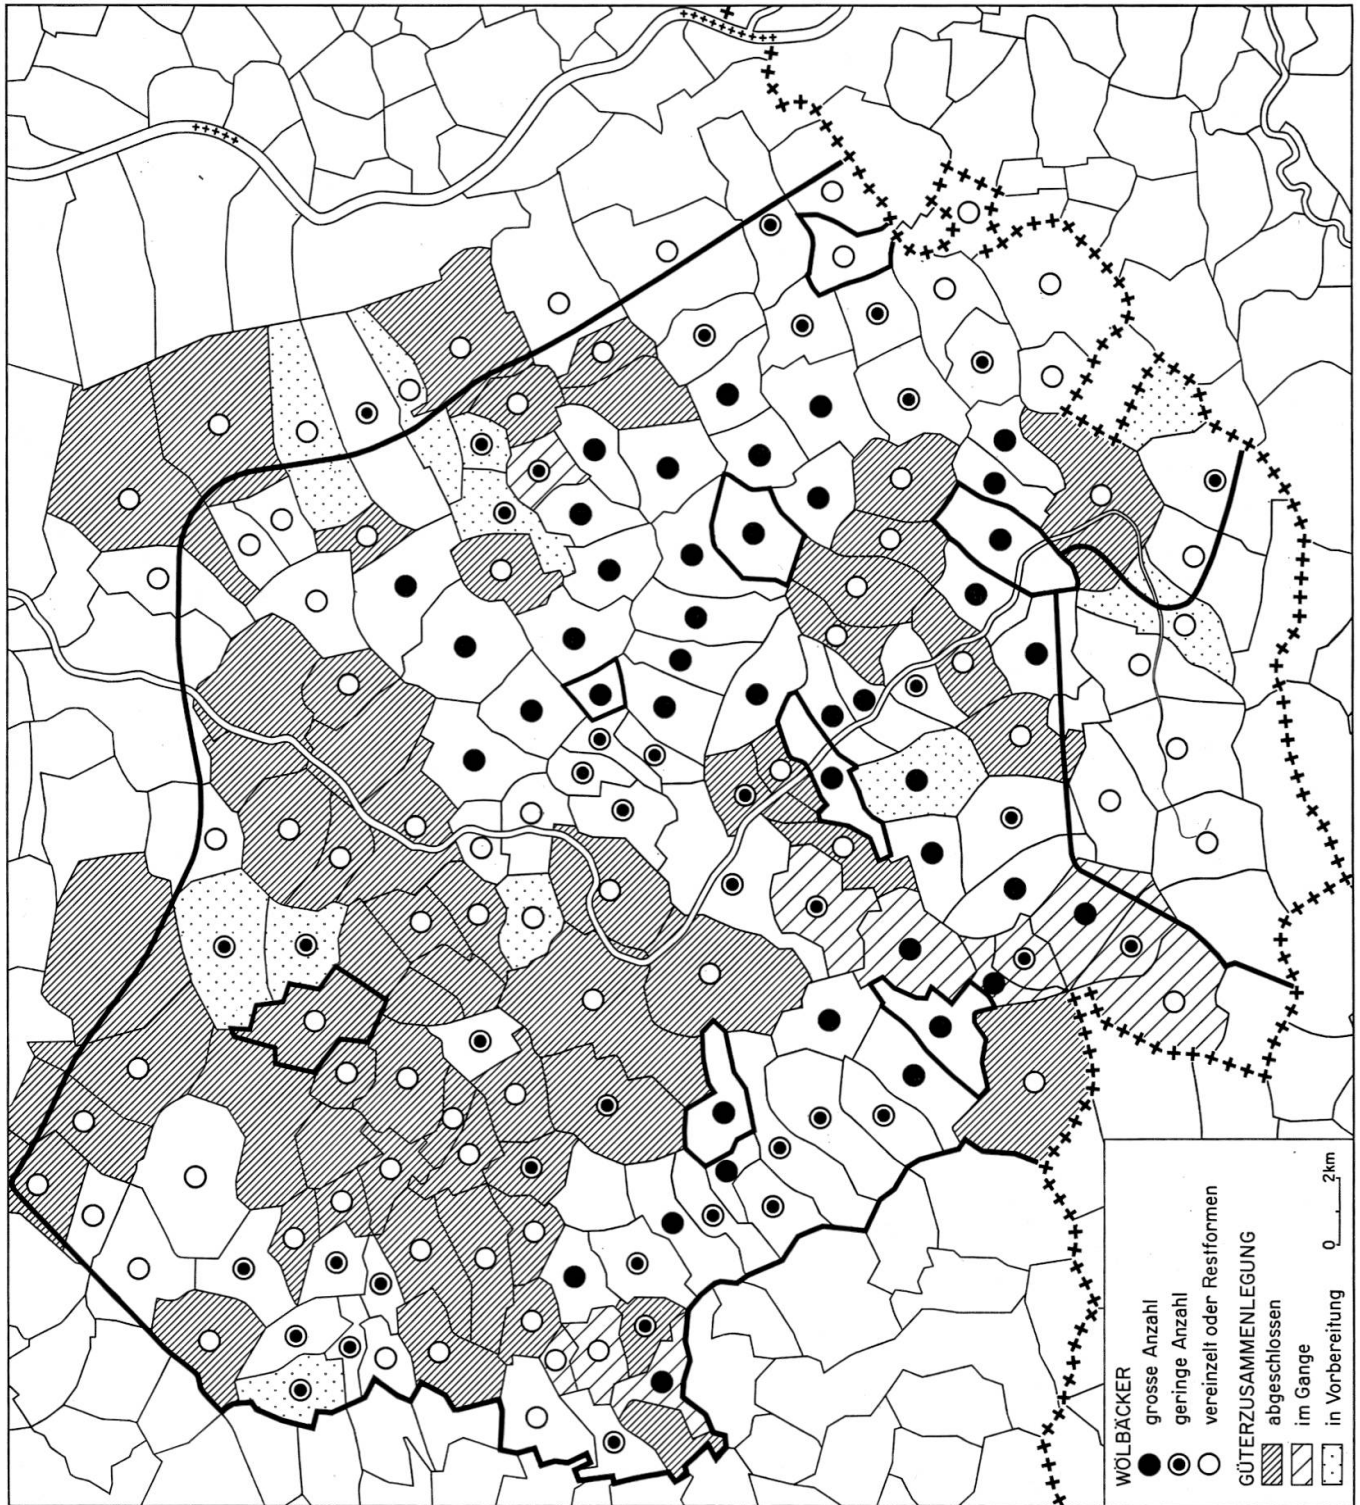 WÖLBÄCKER
grosse Anzahl
geringe Anzahl
vereinzelt oder Restformen
GÜTERZUSAMMENLEGUNG
abgeschlossen
im Gange
in Vorbereitung
0 2km